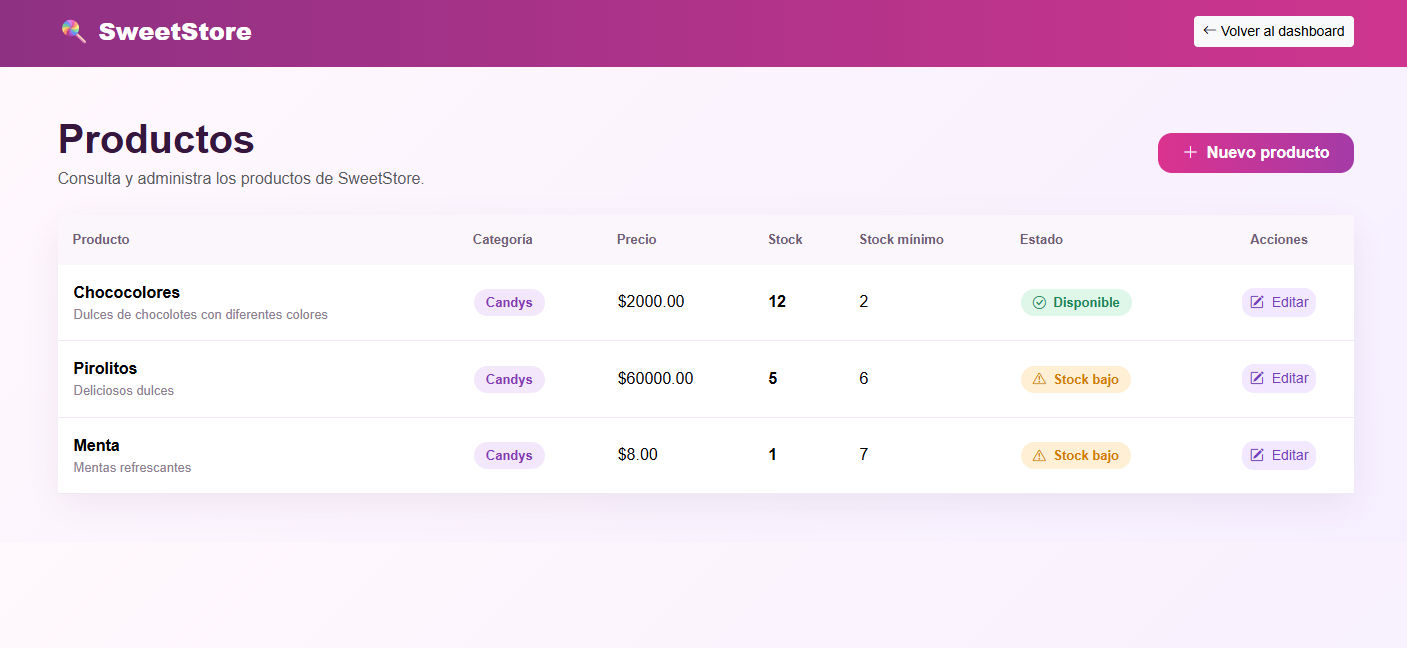 SweetStore
← Volver al dashboard
Productos
Consulta y administra los productos de SweetStore.
+ Nuevo producto
Producto Categoría Precio Stock Stock mínimo Estado Acciones
Chococolores
Dulces de chocolotes con diferentes colores
Candys $2000.00 12 2 Disponible Editar
Pirolitos
Deliciosos dulces
Candys $60000.00 5 6 Stock bajo Editar
Menta
Mentas refrescantes
Candys $8.00 1 7 Stock bajo Editar